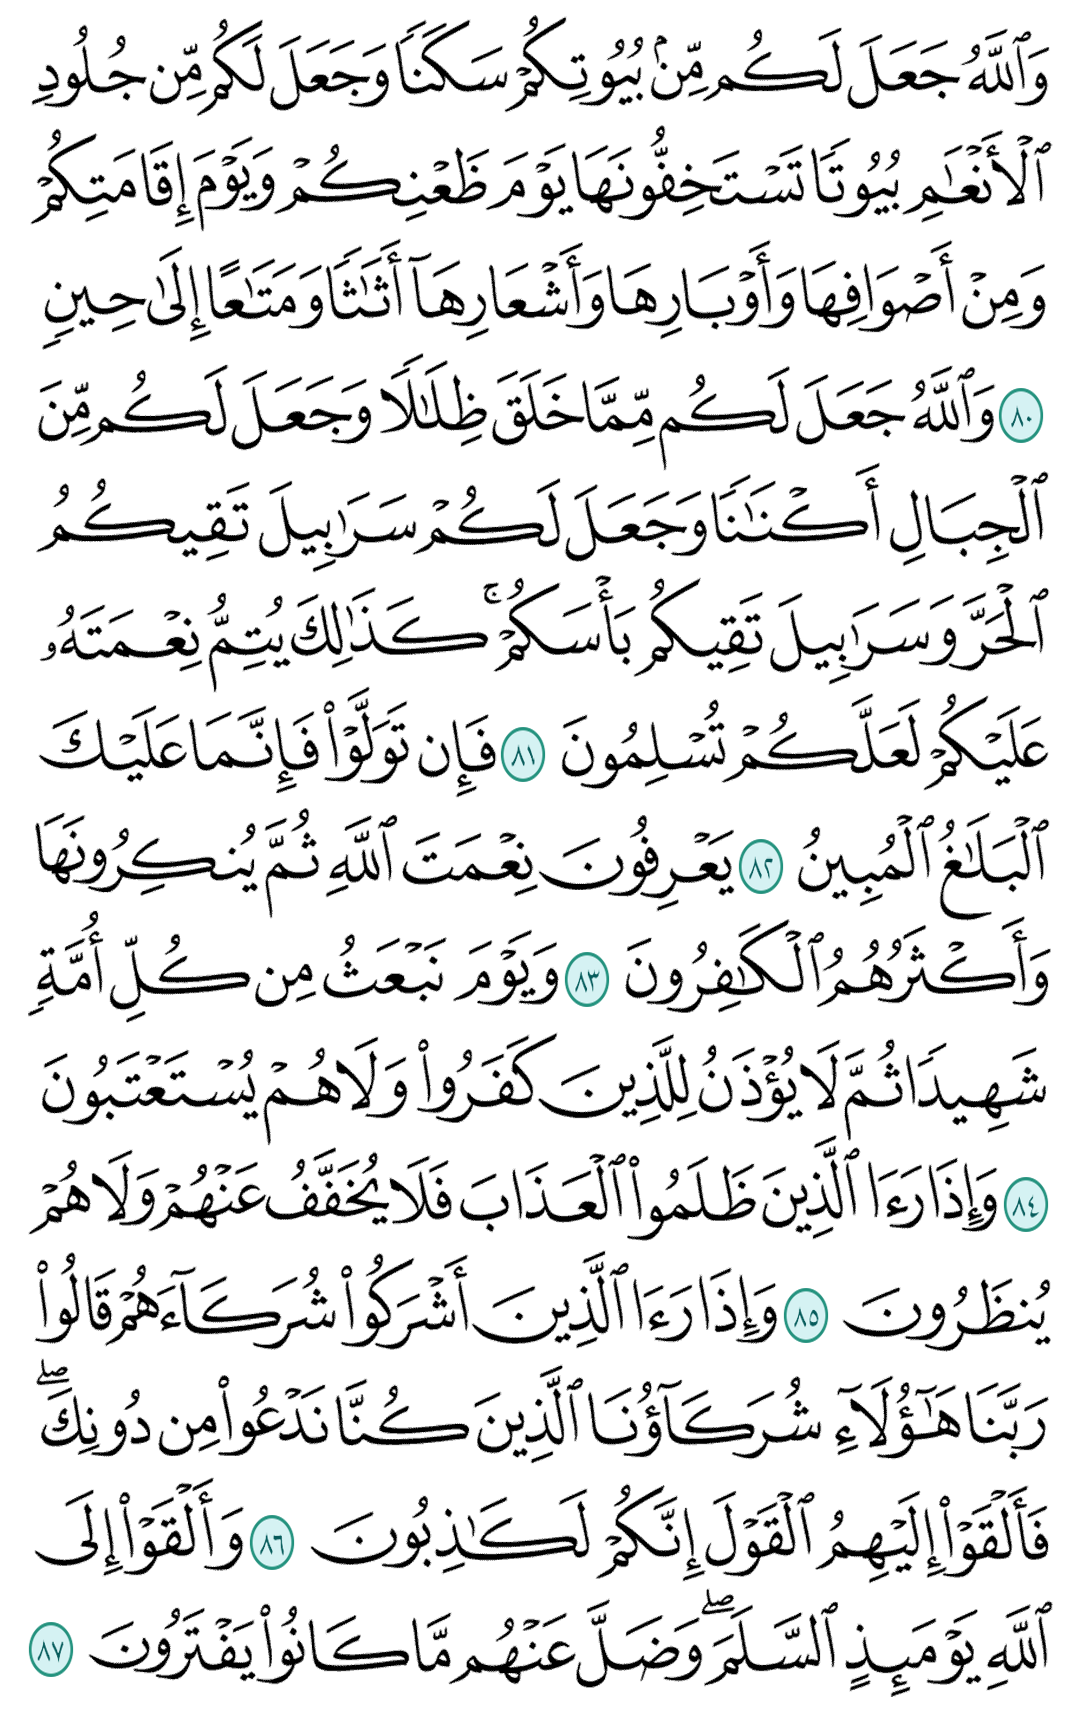 وَٱللَّهُ جَعَلَ لَكُم مِّنۢ بُيُوتِكُمۡ سَكَنٗا وَجَعَلَ لَكُم مِّن جُلُودِ
ٱلۡأَنۡعَٰمِ بُيُوتٗا تَسۡتَخِفُّونَهَا يَوۡمَ ظَعۡنِكُمۡ وَيَوۡمَ إِقَامَتِكُمۡ
وَمِنۡ أَصۡوَافِهَا وَأَوۡبَارِهَا وَأَشۡعَارِهَآ أَثَٰثٗا وَمَتَٰعًا إِلَىٰ حِينٖ
٨٠ وَٱللَّهُ جَعَلَ لَكُم مِّمَّا خَلَقَ ظِلَٰلٗا وَجَعَلَ لَكُم مِّنَ
ٱلۡجِبَالِ أَكۡنَٰنٗا وَجَعَلَ لَكُمۡ سَرَٰبِيلَ تَقِيكُمُ
ٱلۡحَرَّ وَسَرَٰبِيلَ تَقِيكُم بَأۡسَكُمۡۚ كَذَٰلِكَ يُتِمُّ نِعۡمَتَهُۥ
عَلَيۡكُمۡ لَعَلَّكُمۡ تُسۡلِمُونَ ٨١ فَإِن تَوَلَّوۡاْ فَإِنَّمَا عَلَيۡكَ
ٱلۡبَلَٰغُ ٱلۡمُبِينُ ٨٢ يَعۡرِفُونَ نِعۡمَتَ ٱللَّهِ ثُمَّ يُنكِرُونَهَا
وَأَكۡثَرُهُمُ ٱلۡكَٰفِرُونَ ٨٣ وَيَوۡمَ نَبۡعَثُ مِن كُلِّ أُمَّةٖ
شَهِيدٗا ثُمَّ لَا يُؤۡذَنُ لِلَّذِينَ كَفَرُواْ وَلَا هُمۡ يُسۡتَعۡتَبُونَ
٨٤ وَإِذَا رَءَا ٱلَّذِينَ ظَلَمُواْ ٱلۡعَذَابَ فَلَا يُخَفَّفُ عَنۡهُمۡ وَلَا هُمۡ
يُنظَرُونَ ٨٥ وَإِذَا رَءَا ٱلَّذِينَ أَشۡرَكُواْ شُرَكَآءَهُمۡ قَالُواْ
رَبَّنَا هَٰٓؤُلَآءِ شُرَكَآؤُنَا ٱلَّذِينَ كُنَّا نَدۡعُواْ مِن دُونِكَۖ
فَأَلۡقَوۡاْ إِلَيۡهِمُ ٱلۡقَوۡلَ إِنَّكُمۡ لَكَٰذِبُونَ ٨٦ وَأَلۡقَوۡاْ إِلَى
ٱللَّهِ يَوۡمَئِذٍ ٱلسَّلَمَۖ وَضَلَّ عَنۡهُم مَّا كَانُواْ يَفۡتَرُونَ ٨٧